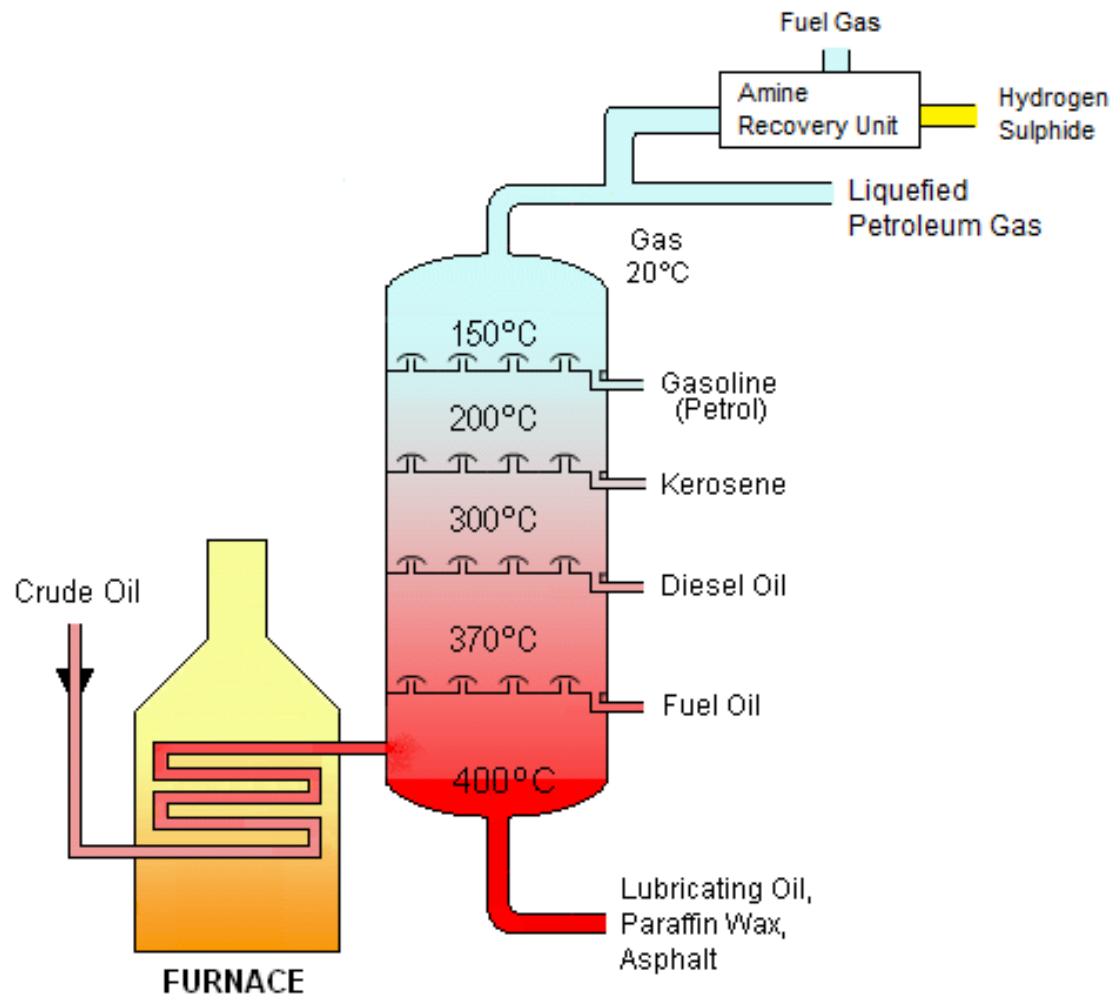 Fuel Gas
Amine
Recovery Unit
Hydrogen
Sulphide
Liquefied
Petroleum Gas
Gas
20°C
150°C
Gasoline
(Petrol)
200°C
Kerosene
300°C
Diesel Oil
Crude Oil
370°C
Fuel Oil
400°C
Lubricating Oil,
Paraffin Wax,
Asphalt
FURNACE